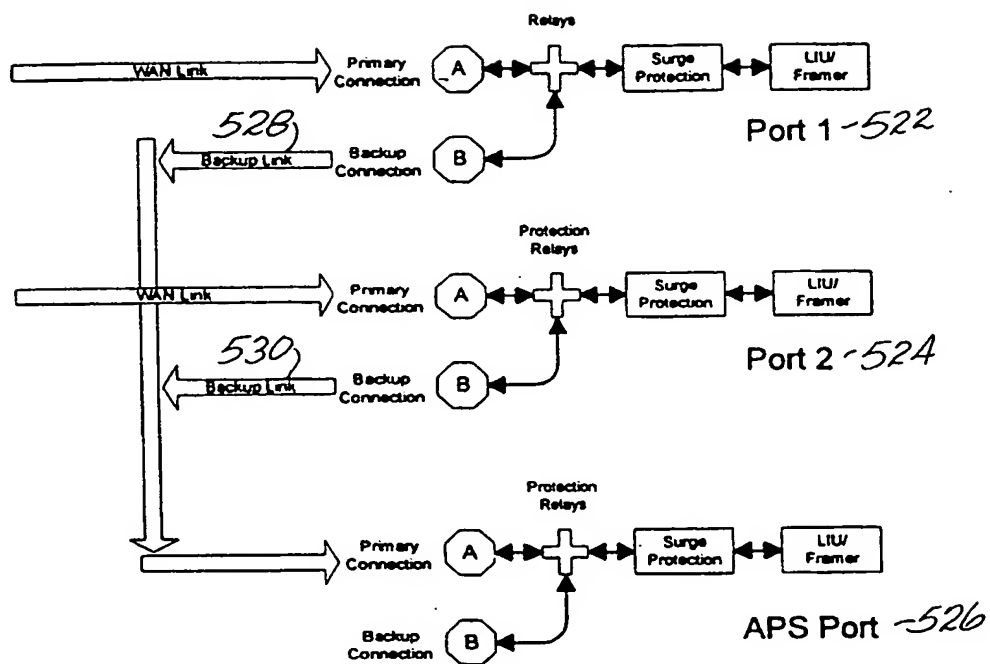 Relays
WAN Link
Primary
Connection
A
Surge
Protection
LIU/
Framer
Port 1 -522
528
Backup Link
Backup
Connection
B
Protection
Relays
WAN Link
Primary
Connection
A
Surge
Protection
LIU/
Framer
Port 2 -524
530
Backup Link
Backup
Connection
B
Protection
Relays
Primary
Connection
A
Surge
Protection
LIU/
Framer
APS Port -526
Backup
Connection
B